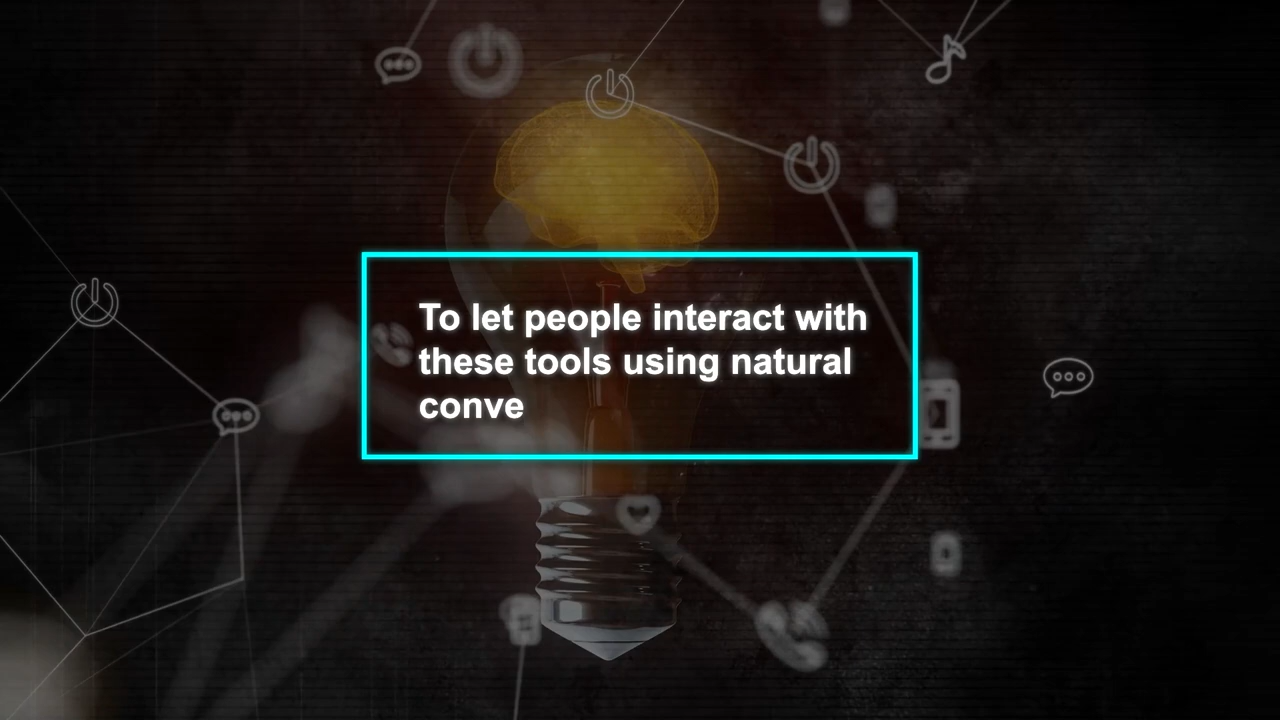 To let people interact with
these tools using natural
conve